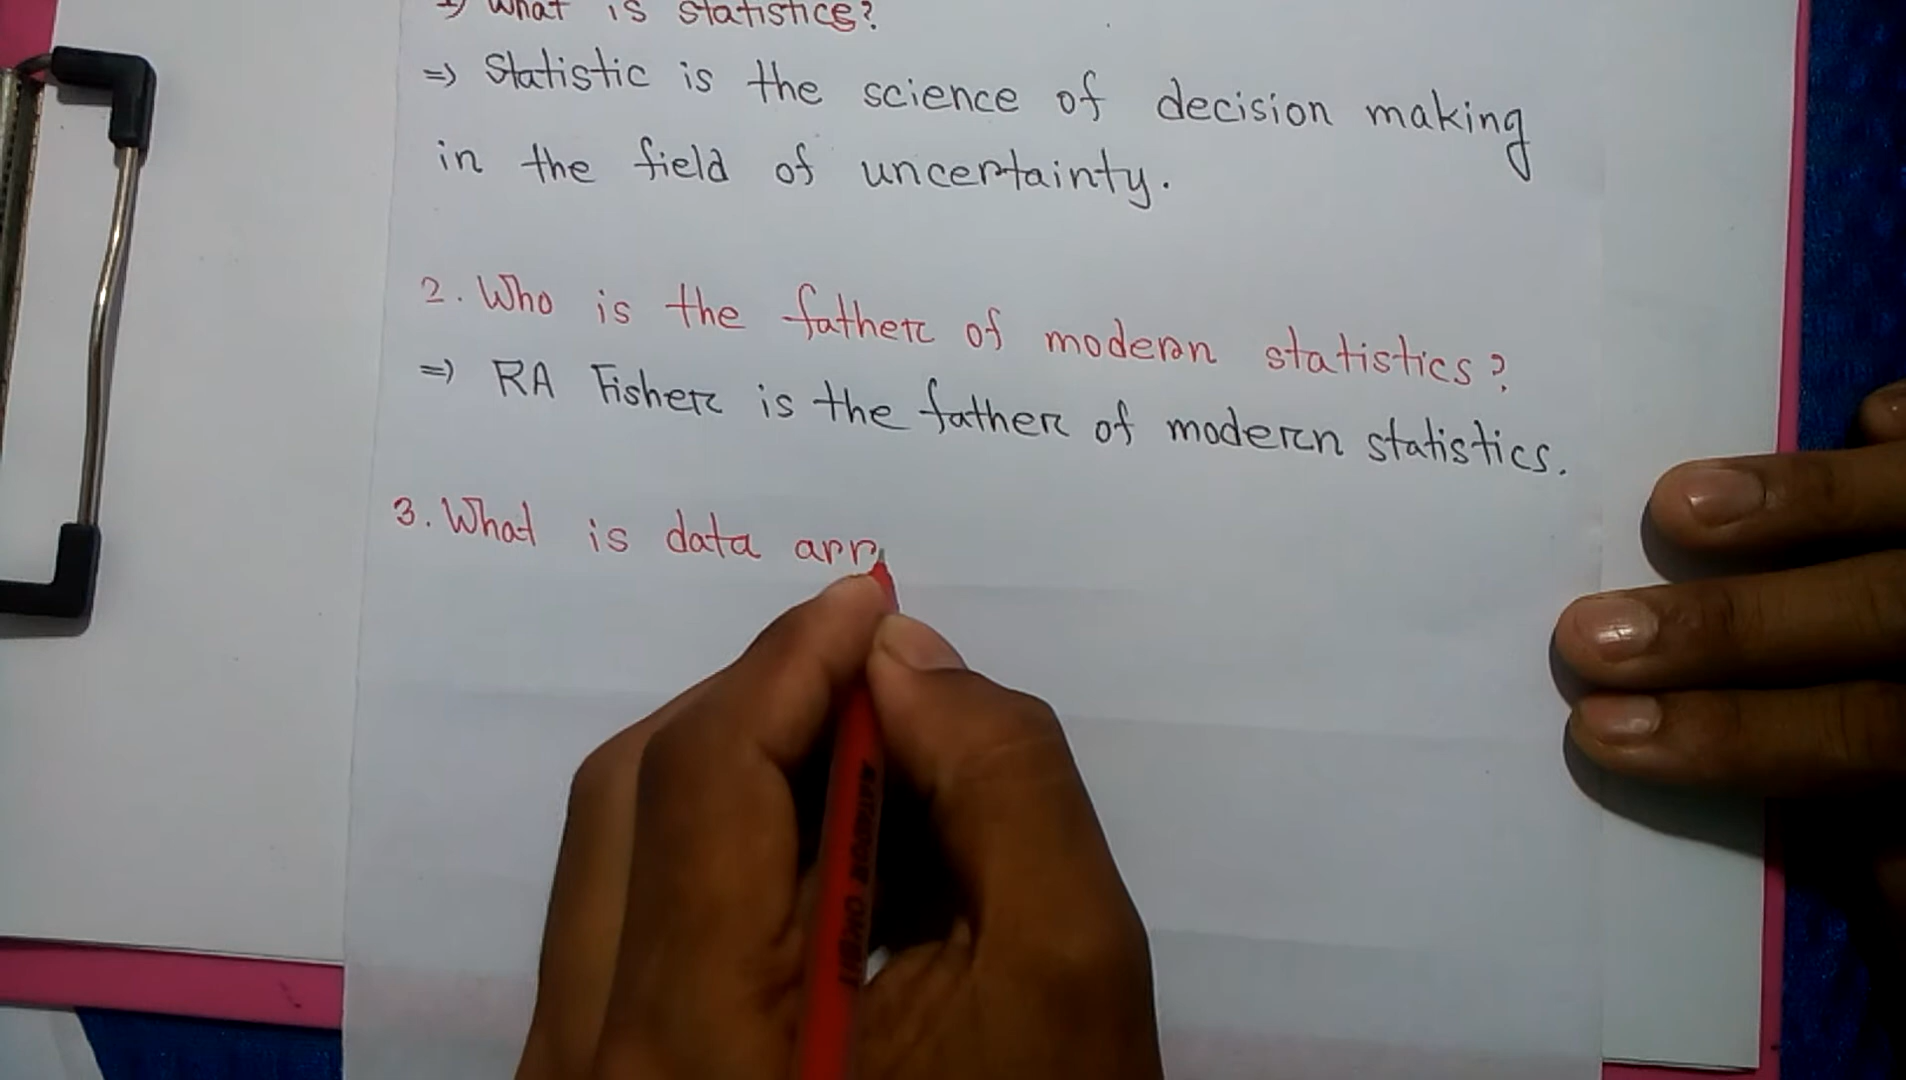 1) What is statistics?
=> Statistic is the science of decision making
in the field of uncertainty.
2. Who is the father of modern statistics?
=> RA Fisher is the father of modern statistics.
3. What is data arr